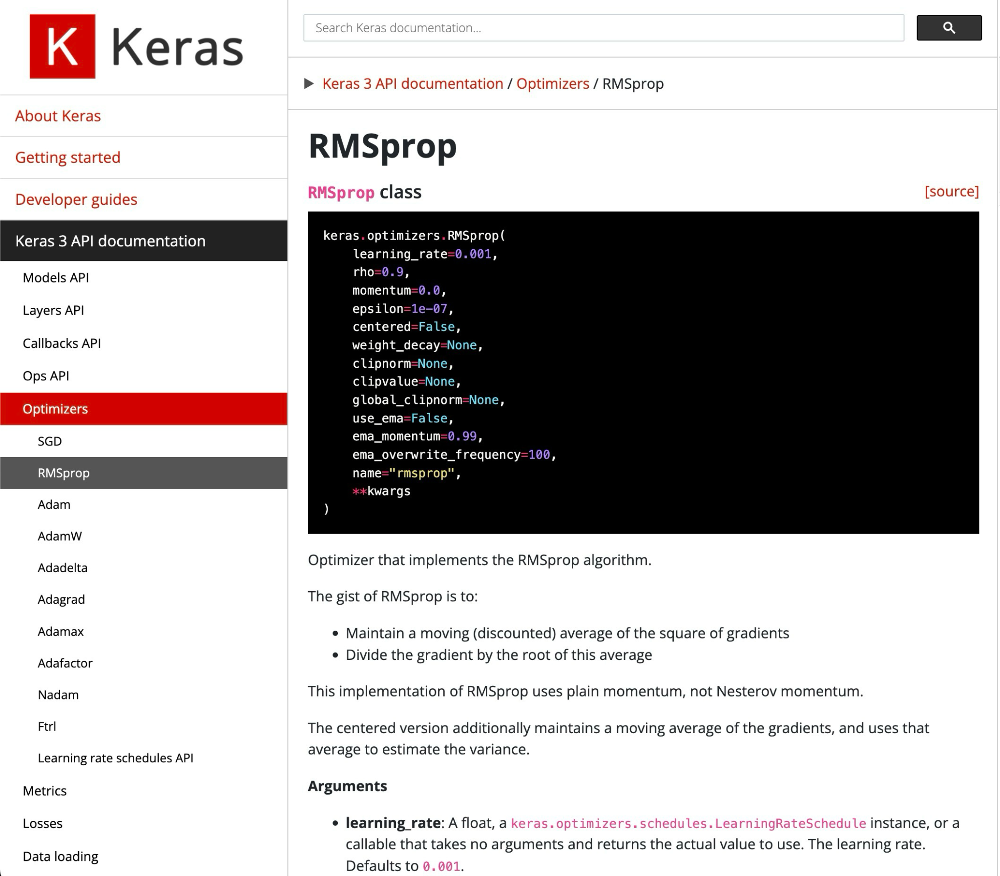 K Keras
About Keras
Getting started
Developer guides
Keras 3 API documentation
Models API
Layers API
Callbacks API
Ops API
Optimizers
SGD
RMSprop
Adam
AdamW
Adadelta
Adagrad
Adamax
Adafactor
Nadam
Ftrl
Learning rate schedules API
Metrics
Losses
Data loading
Search Keras documentation...
▶ Keras 3 API documentation / Optimizers / RMSprop
RMSprop
RMSprop class [source]
keras.optimizers.RMSprop(
    learning_rate=0.001,
    rho=0.9,
    momentum=0.0,
    epsilon=1e-07,
    centered=False,
    weight_decay=None,
    clipnorm=None,
    clipvalue=None,
    global_clipnorm=None,
    use_ema=False,
    ema_momentum=0.99,
    ema_overwrite_frequency=100,
    name="rmsprop",
    **kwargs
)
Optimizer that implements the RMSprop algorithm.
The gist of RMSprop is to:
• Maintain a moving (discounted) average of the square of gradients
• Divide the gradient by the root of this average
This implementation of RMSprop uses plain momentum, not Nesterov momentum.
The centered version additionally maintains a moving average of the gradients, and uses that
average to estimate the variance.
Arguments
• learning_rate: A float, a keras.optimizers.schedules.LearningRateSchedule instance, or a
callable that takes no arguments and returns the actual value to use. The learning rate.
Defaults to 0.001.